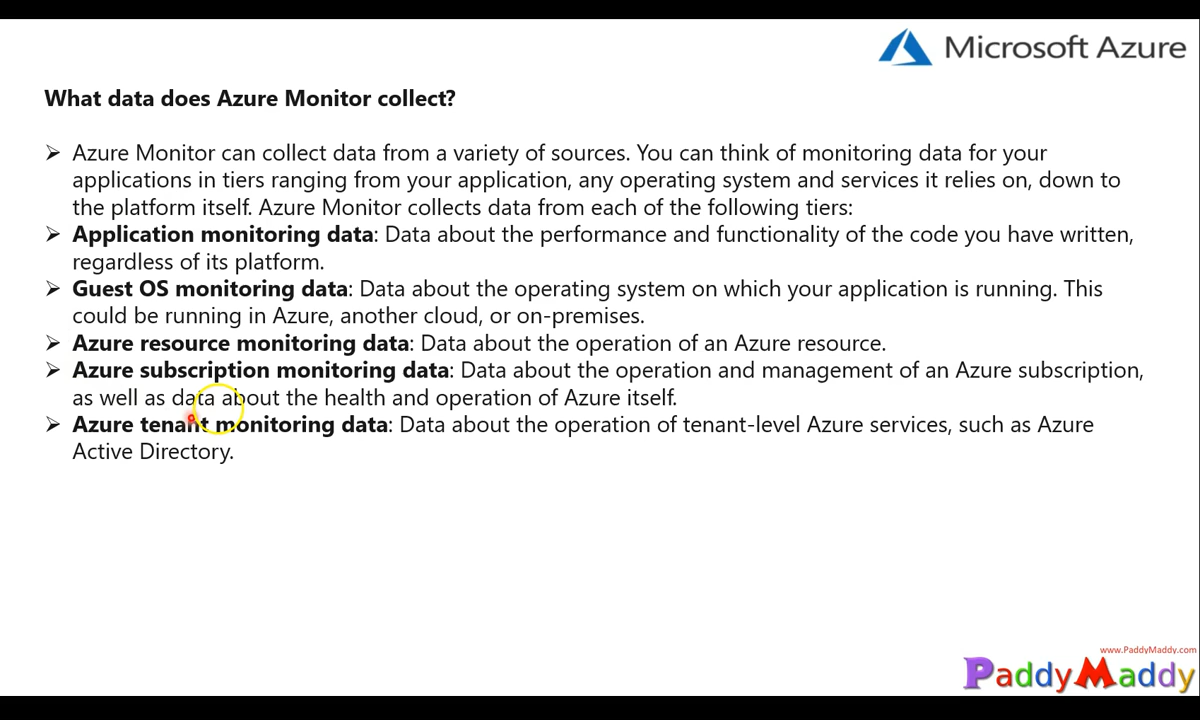 Microsoft Azure
What data does Azure Monitor collect?
Azure Monitor can collect data from a variety of sources. You can think of monitoring data for your
applications in tiers ranging from your application, any operating system and services it relies on, down to
the platform itself. Azure Monitor collects data from each of the following tiers:
Application monitoring data: Data about the performance and functionality of the code you have written,
regardless of its platform.
Guest OS monitoring data: Data about the operating system on which your application is running. This
could be running in Azure, another cloud, or on-premises.
Azure resource monitoring data: Data about the operation of an Azure resource.
Azure subscription monitoring data: Data about the operation and management of an Azure subscription,
as well as data about the health and operation of Azure itself.
Azure tenant monitoring data: Data about the operation of tenant-level Azure services, such as Azure
Active Directory.
www.PaddyMaddy.com
PaddyMaddy